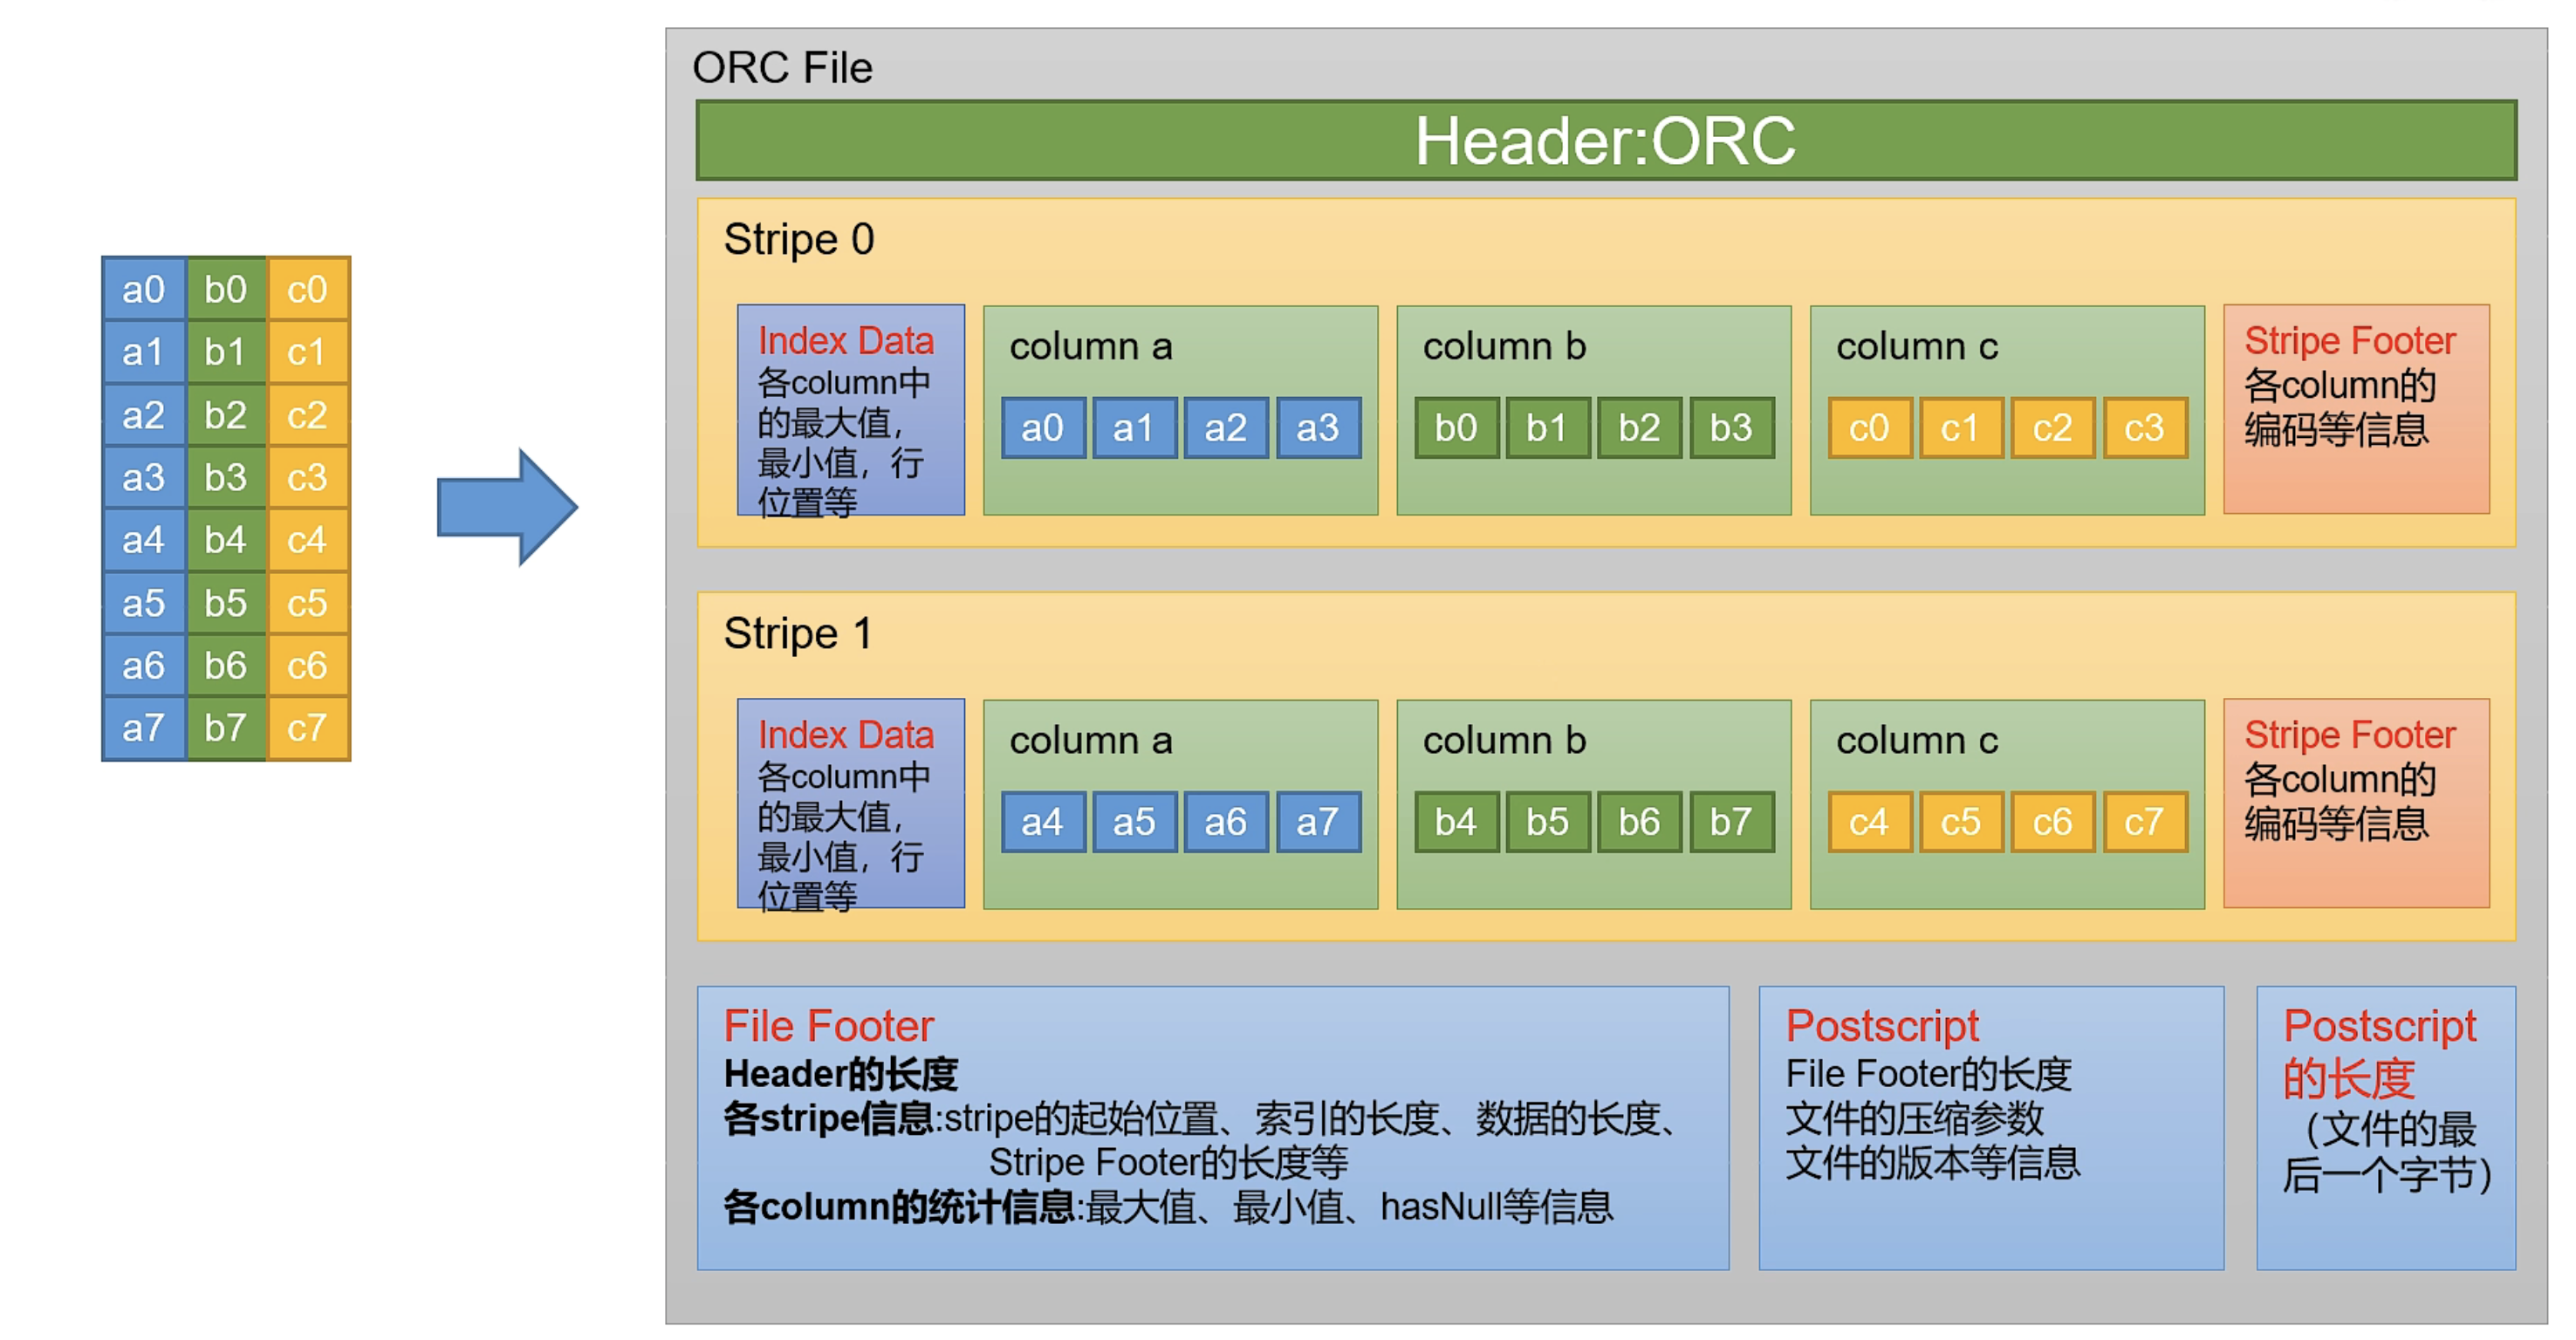 ORC File
Header:ORC
a0 b0 c0
a1 b1 c1
a2 b2 c2
a3 b3 c3
a4 b4 c4
a5 b5 c5
a6 b6 c6
a7 b7 c7
Stripe 0
Index Data
各column中
的最大值，
最小值，行
位置等
column a
a0 a1 a2 a3
column b
b0 b1 b2 b3
column c
c0 c1 c2 c3
Stripe Footer
各column的
编码等信息
Stripe 1
Index Data
各column中
的最大值，
最小值，行
位置等
column a
a4 a5 a6 a7
column b
b4 b5 b6 b7
column c
c4 c5 c6 c7
Stripe Footer
各column的
编码等信息
File Footer
Header的长度
各stripe信息:stripe的起始位置、索引的长度、数据的长度、
Stripe Footer的长度等
各column的统计信息:最大值、最小值、hasNull等信息
Postscript
File Footer的长度
文件的压缩参数
文件的版本等信息
Postscript
的长度
（文件的最
后一个字节）